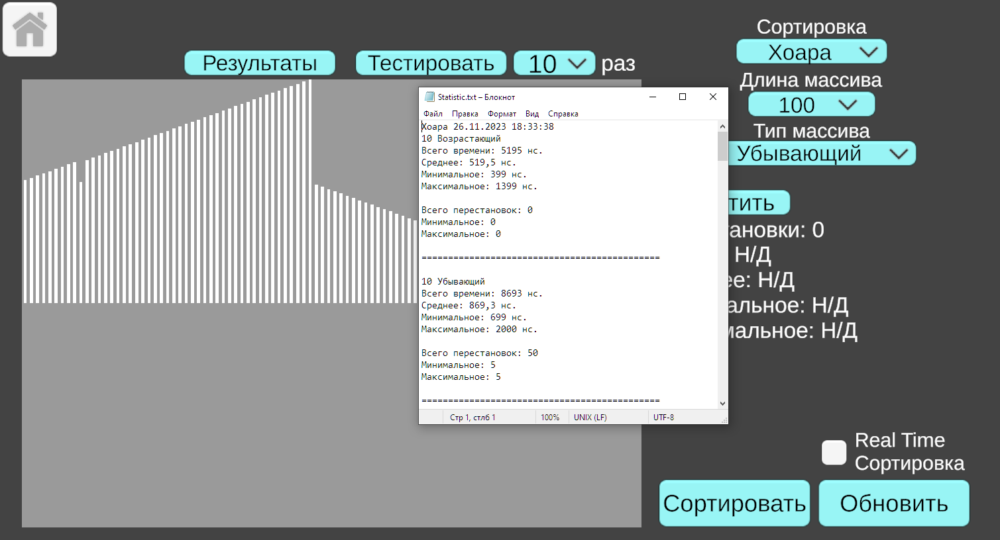 Сортировка
Хоара
Результаты
Тестировать
10
раз
Длина массива
100
Тип массива
Убывающий
Statistic.txt – Блокнот
Файл Правка Формат Вид Справка
Хоара 26.11.2023 18:33:38
10 Возрастающий
Всего времени: 5195 нс.
Среднее: 519,5 нс.
Минимальное: 399 нс.
Максимальное: 1399 нс.
Всего перестановок: 0
Минимальное: 0
Максимальное: 0
=============================================
10 Убывающий
Всего времени: 8693 нс.
Среднее: 869,3 нс.
Минимальное: 699 нс.
Максимальное: 2000 нс.
Всего перестановок: 50
Минимальное: 5
Максимальное: 5
=============================================
Стр 1, стлб 1
100%
UNIX (LF)
UTF-8
тить
ановки: 0
Н/Д
ее: Н/Д
альное: Н/Д
мальное: Н/Д
Real Time
Сортировка
Сортировать
Обновить